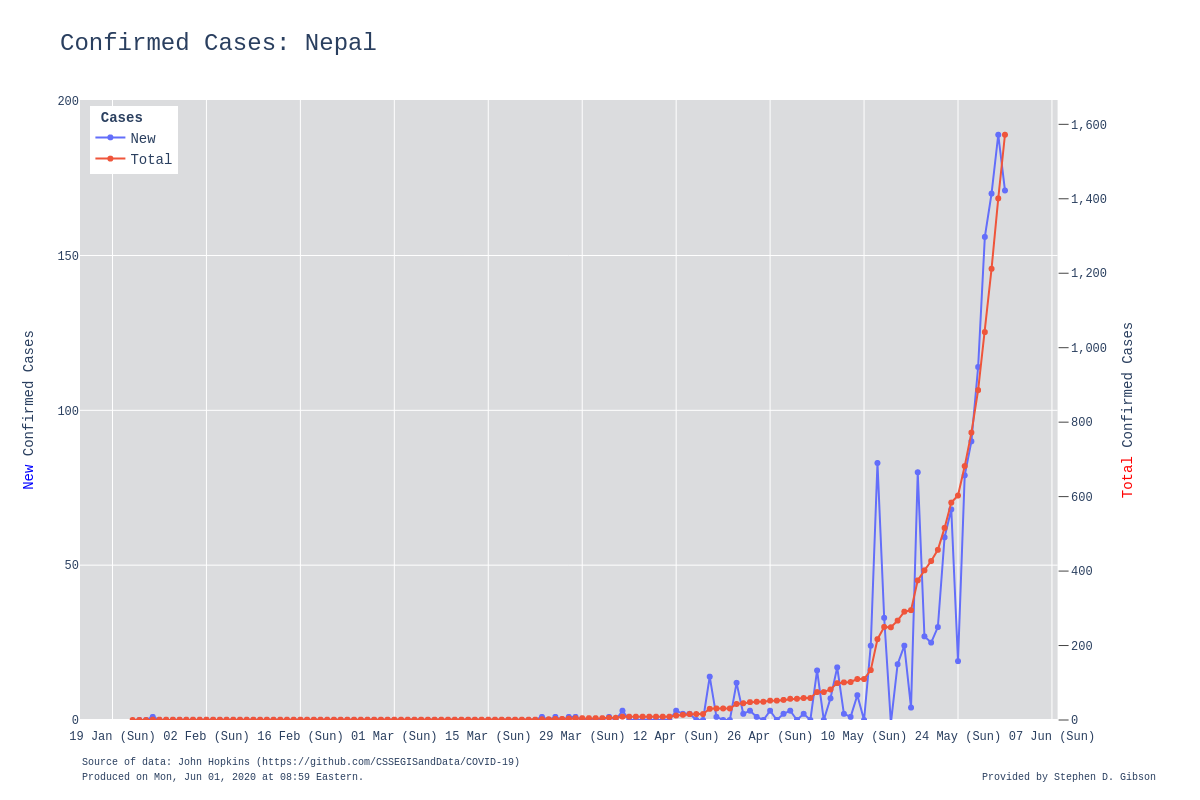 Confirmed Cases: Nepal
Cases
New
Total
200
150
100
50
0
1,600
1,400
1,200
1,000
800
600
400
200
0
New Confirmed Cases
Total Confirmed Cases
19 Jan (Sun) 02 Feb (Sun) 16 Feb (Sun) 01 Mar (Sun) 15 Mar (Sun) 29 Mar (Sun) 12 Apr (Sun) 26 Apr (Sun) 10 May (Sun) 24 May (Sun) 07 Jun (Sun)
Source of data: John Hopkins (https://github.com/CSSEGISandData/COVID-19)
Produced on Mon, Jun 01, 2020 at 08:59 Eastern.
Provided by Stephen D. Gibson